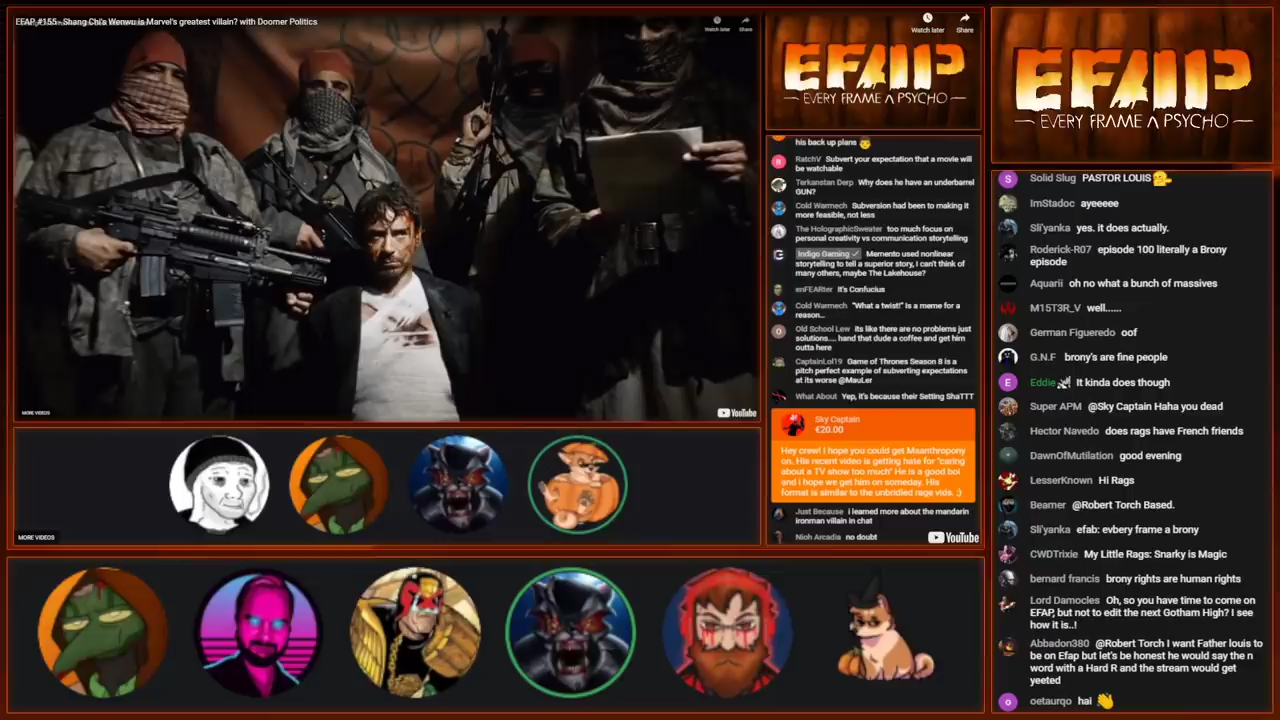 EFAP #155 - Shang Chi's Wenwu is Marvel's greatest villain? with Doomer Politics
Watch later
Share
MORE VIDEOS
YouTube
MORE VIDEOS
Watch later
Share
EFAP
EVERY FRAME A PSYCHO
his back up plans
RatchV Subvert your expectation that a movie will
be watchable
Terkanstan Derp Why does he have an underbarrel
GUN?
Cold Warmech Subversion had been to making it
more feasible, not less
The HolographicSweater too much focus on
personal creativity vs communication storytelling
Indigo Gaming ✓ Memento used nonlinear
storytelling to tell a superior story, I can't think of
many others, maybe The Lakehouse?
enFEARter It's Confucius
Cold Warmech "What a twist!" Is a meme for a
reason...
Old School Lew its like there are no problems just
solutions.... hand that dude a coffee and get him
outta here
CaptainLol19 Game of Thrones Season 8 is a
pitch perfect example of subverting expectations
at its worse @MauLer
What About Yep, it's because their Setting ShaTTT
Sky Captain
€20.00
Hey crew! I hope you could get Msanthropony
on. His recent video is getting hate for "caring
about a TV show too much" He is a good boi
and i hope we get him on someday. His
format is similar to the unbridled rage vids. ;)
Just Because i learned more about the mandarin
ironman villain in chat
Nioh Arcadia no doubt
YouTube
EFAP
EVERY FRAME A PSYCHO
Solid Slug PASTOR LOUIS
ImStadoc ayeeeee
Sli'yanka yes. it does actually.
Roderick-R07 episode 100 literally a Brony
episode
Aquarii oh no what a bunch of massives
M15T3R_V well......
German Figueredo oof
G.N.F brony's are fine people
Eddie It kinda does though
Super APM @Sky Captain Haha you dead
Hector Navedo does rags have French friends
DawnOfMutilation good evening
LesserKnown Hi Rags
Beamer @Robert Torch Based.
Sli'yanka efab: evbery frame a brony
CWDTrixie My Little Rags: Snarky is Magic
bernard francis brony rights are human rights
Lord Damocles Oh, so you have time to come on
EFAP, but not to edit the next Gotham High? I see
how it is..!
Abbadon380 @Robert Torch I want Father louis to
be on Efap but let's be honest he would say the n
word with a Hard R and the stream would get
yeeted
oetaurqo hai